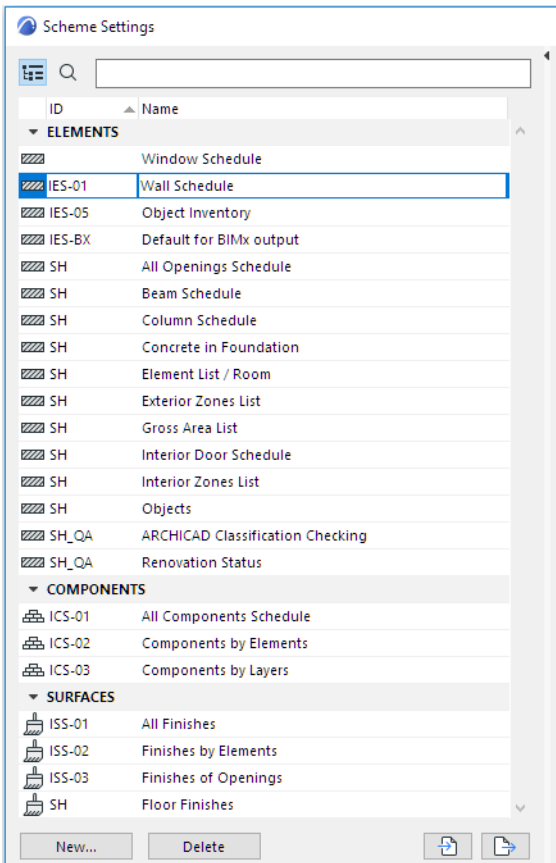 Scheme Settings
ID Name
ELEMENTS
Window Schedule
IES-01 Wall Schedule
IES-05 Object Inventory
IES-BX Default for BIMx output
SH All Openings Schedule
SH Beam Schedule
SH Column Schedule
SH Concrete in Foundation
SH Element List / Room
SH Exterior Zones List
SH Gross Area List
SH Interior Door Schedule
SH Interior Zones List
SH Objects
SH_QA ARCHICAD Classification Checking
SH_QA Renovation Status
COMPONENTS
ICS-01 All Components Schedule
ICS-02 Components by Elements
ICS-03 Components by Layers
SURFACES
ISS-01 All Finishes
ISS-02 Finishes by Elements
ISS-03 Finishes of Openings
SH Floor Finishes
New... Delete